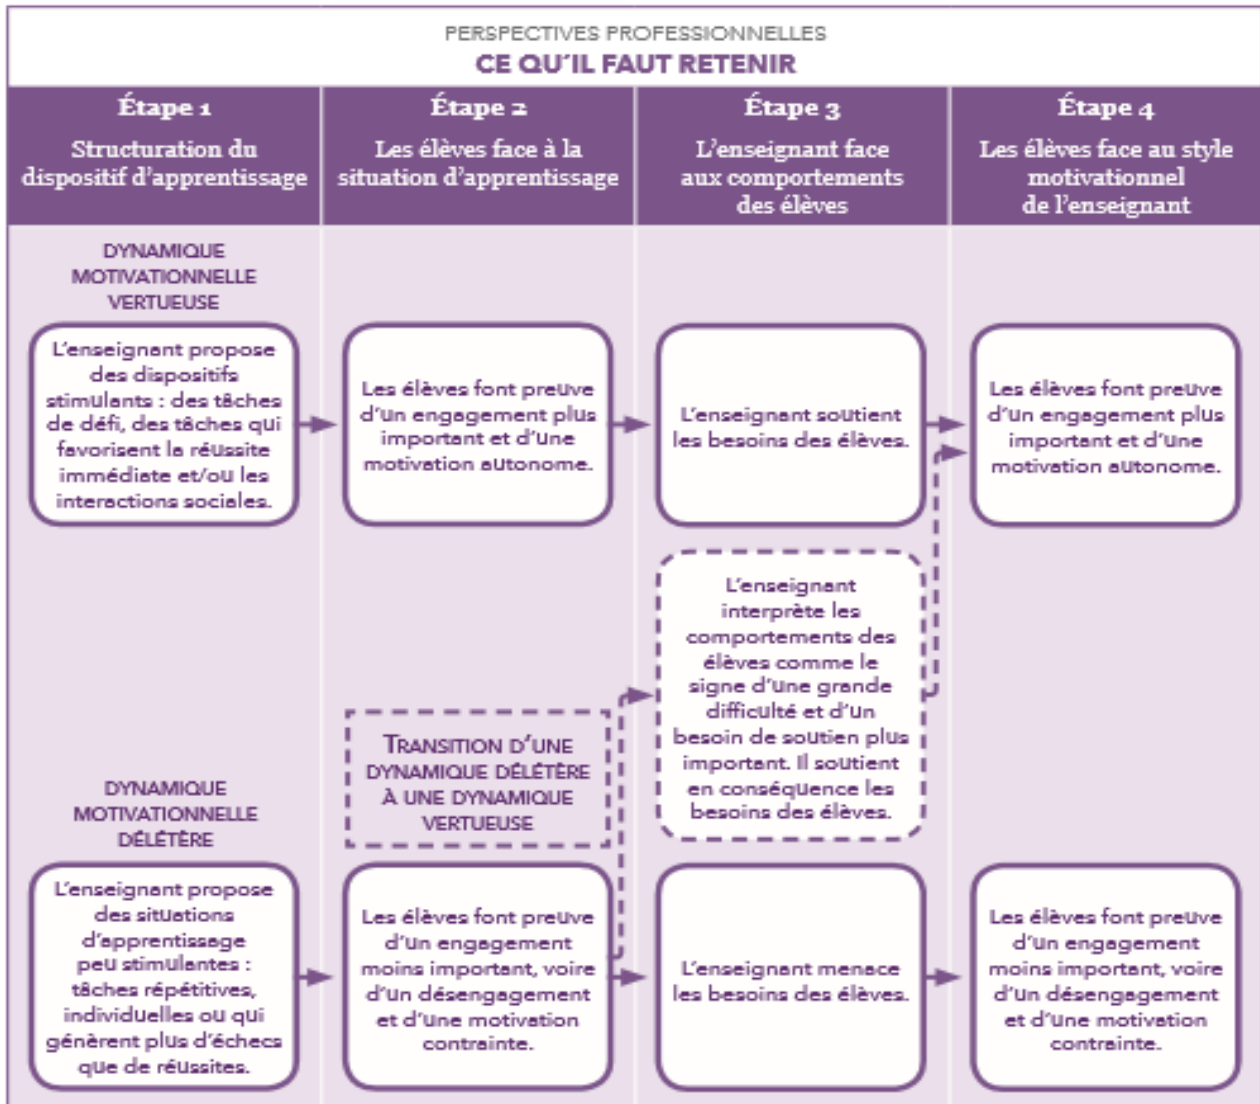 PERSPECTIVES PROFESSIONNELLES
CE QU'IL FAUT RETENIR
Étape 1
Structuration du
dispositif d'apprentissage
Étape 2
Les élèves face à la
situation d'apprentissage
Étape 3
L'enseignant face
aux comportements
des élèves
Étape 4
Les élèves face au style
motivationnel
de l'enseignant
DYNAMIQUE
MOTIVATIONNELLE
VERTUEUSE
L'enseignant propose
des dispositifs
stimulants : des tâches
de défi, des tâches qui
favorisent la réussite
immédiate et/ou les
interactions sociales.
Les élèves font preuve
d'un engagement plus
important et d'une
motivation autonome.
L'enseignant soutient
les besoins des élèves.
Les élèves font preuve
d'un engagement plus
important et d'une
motivation autonome.
L'enseignant
interprète les
comportements des
élèves comme le
signe d'une grande
difficulté et d'un
besoin de soutien plus
important. Il soutient
en conséquence les
besoins des élèves.
TRANSITION D'UNE
DYNAMIQUE DÉLÉTÈRE
À UNE DYNAMIQUE
VERTUEUSE
DYNAMIQUE
MOTIVATIONNELLE
DÉLÉTÈRE
L'enseignant propose
des situations
d'apprentissage
peu stimulantes :
tâches répétitives,
individuelles ou qui
génèrent plus d'échecs
que de réussites.
Les élèves font preuve
d'un engagement
moins important, voire
d'un désengagement
et d'une motivation
contrainte.
L'enseignant menace
les besoins des élèves.
Les élèves font preuve
d'un engagement
moins important, voire
d'un désengagement
et d'une motivation
contrainte.